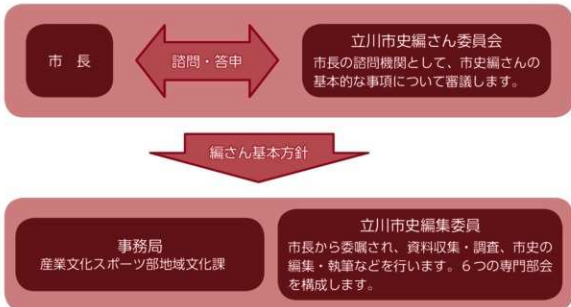 市 長
諮問・答申
立川市史編さん委員会
市長の諮問機関として、市史編さんの
基本的な事項について審議します。
編さん基本方針
事務局
産業文化スポーツ部地域文化課
立川市史編集委員
市長から委嘱され、資料収集・調査、市史の
編集・執筆などを行います。６つの専門部会
を構成します。